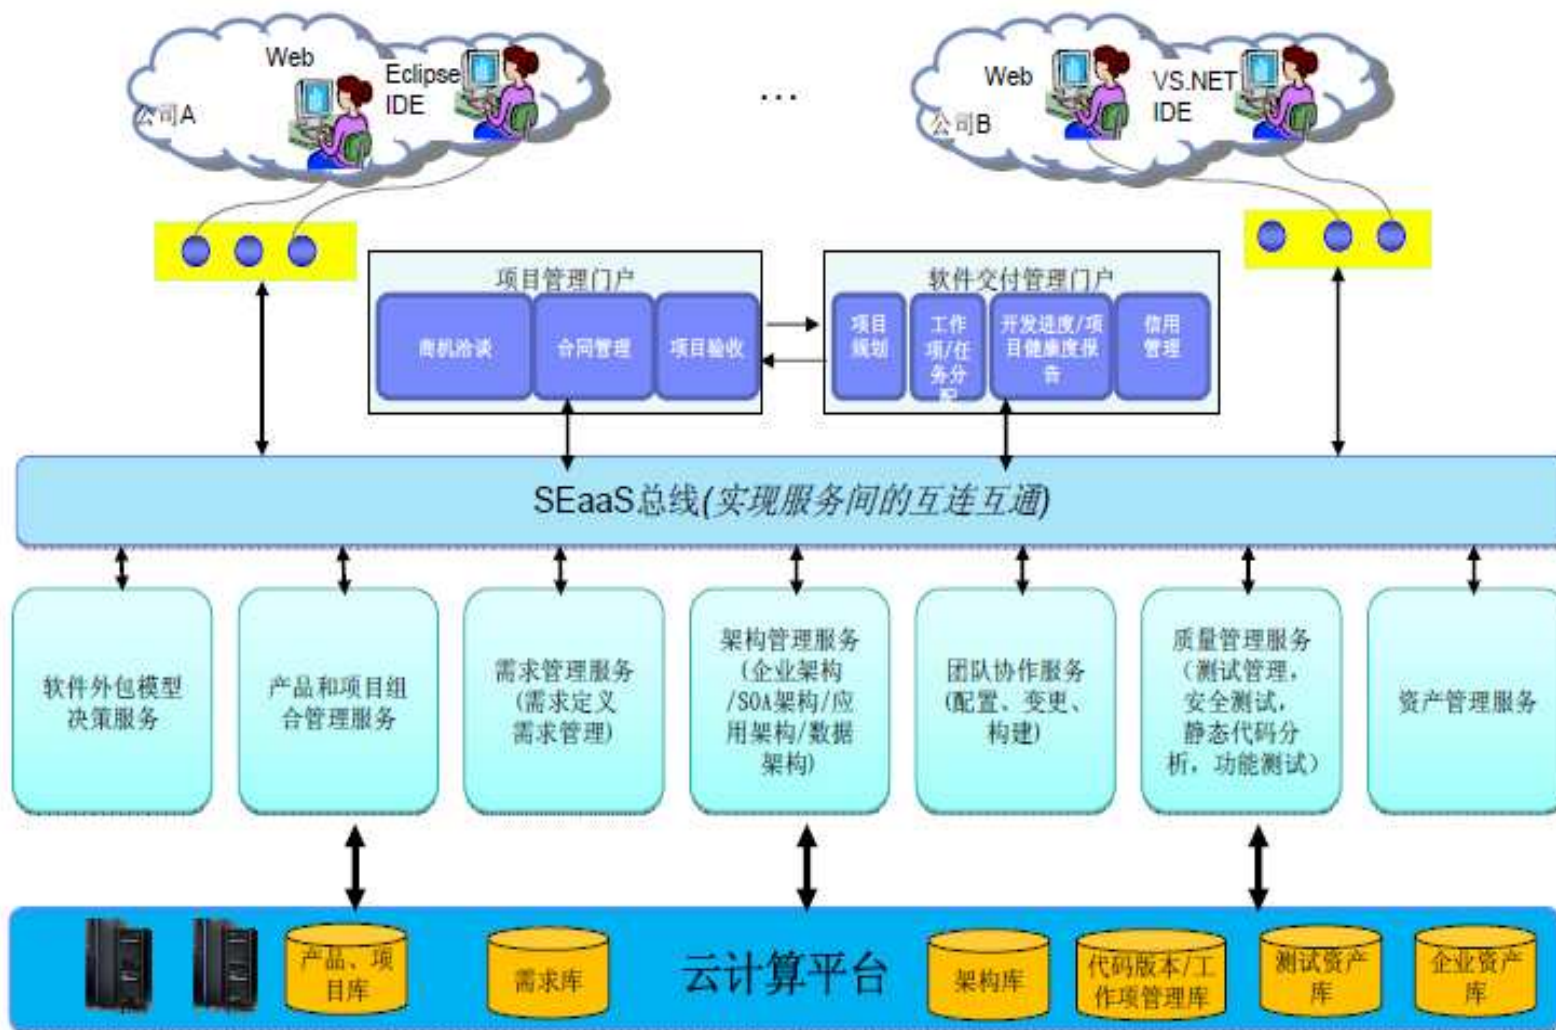 Web
Eclipse
IDE
公司A
...
Web
VS.NET
IDE
公司B
项目管理门户
商机洽谈
合同管理
项目验收
软件交付管理门户
项目
规划
工作
项/任
务分
配
开发进度/项
目健康度报
告
信用
管理
SEaaS总线(实现服务间的互连互通)
软件外包模型
决策服务
产品和项目组
合管理服务
需求管理服务
(需求定义
需求管理)
架构管理服务
(企业架构
/SOA架构/应
用架构/数据
架构)
团队协作服务
(配置、变更、
构建)
质量管理服务
（测试管理，
安全测试，
静态代码分
析，功能测试）
资产管理服务
产品、项
目库
需求库
云计算平台
架构库
代码版本/工
作项管理库
测试资产
库
企业资产
库